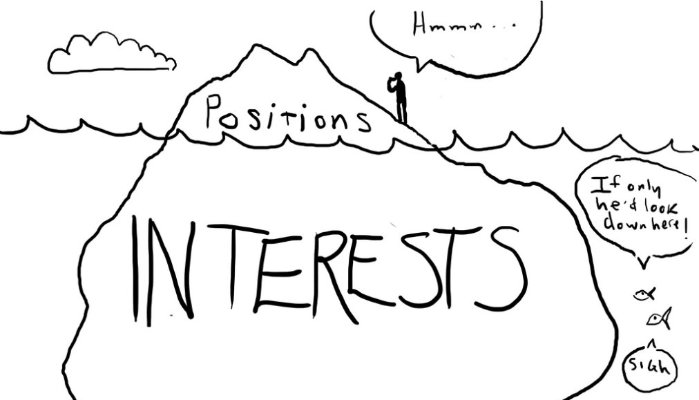 Hmmm...
Positions
INTERESTS
If only
he'd look
down here!
SIGH